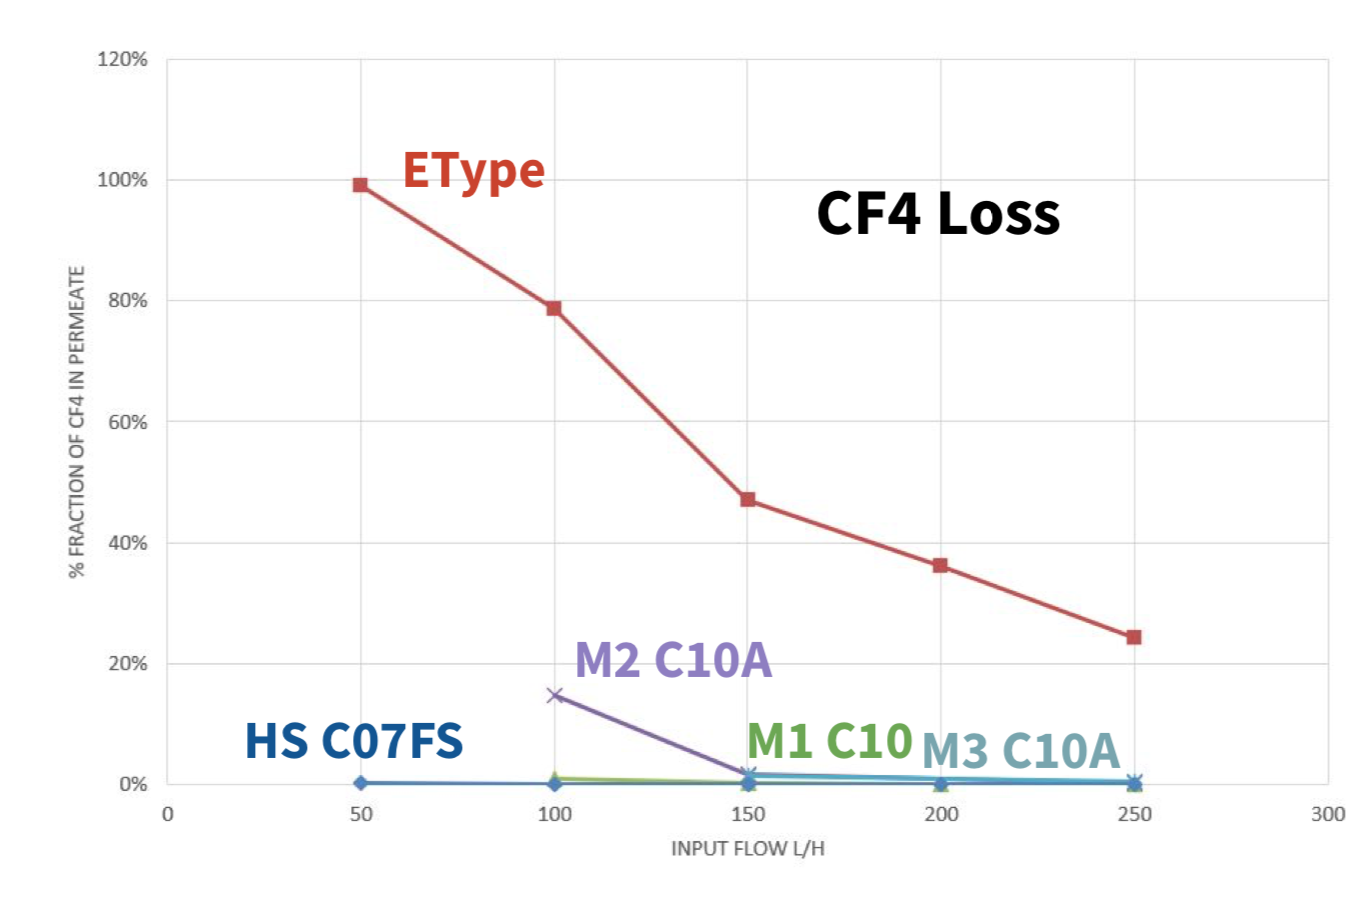 120%
100%
80%
60%
40%
20%
0%
% FRACTION OF CF4 IN PERMEATE
EType
CF4 Loss
M2 C10A
HS C07FS
M1 C10
M3 C10A
0
50
100
150
200
250
300
INPUT FLOW L/H